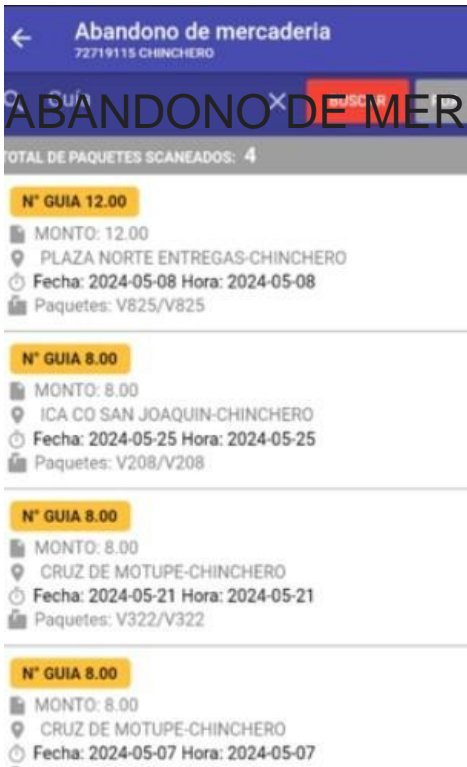 Abandono de mercaderia
72719115 CHINCHERO
Guía
BUSCAR
ABANDONO DE MER
TOTAL DE PAQUETES SCANEADOS: 4
N° GUIA 12.00
MONTO: 12.00
PLAZA NORTE ENTREGAS-CHINCHERO
Fecha: 2024-05-08 Hora: 2024-05-08
Paquetes: V825/V825
N° GUIA 8.00
MONTO: 8.00
ICA CO SAN JOAQUIN-CHINCHERO
Fecha: 2024-05-25 Hora: 2024-05-25
Paquetes: V208/V208
N° GUIA 8.00
MONTO: 8.00
CRUZ DE MOTUPE-CHINCHERO
Fecha: 2024-05-21 Hora: 2024-05-21
Paquetes: V322/V322
N° GUIA 8.00
MONTO: 8.00
CRUZ DE MOTUPE-CHINCHERO
Fecha: 2024-05-07 Hora: 2024-05-07